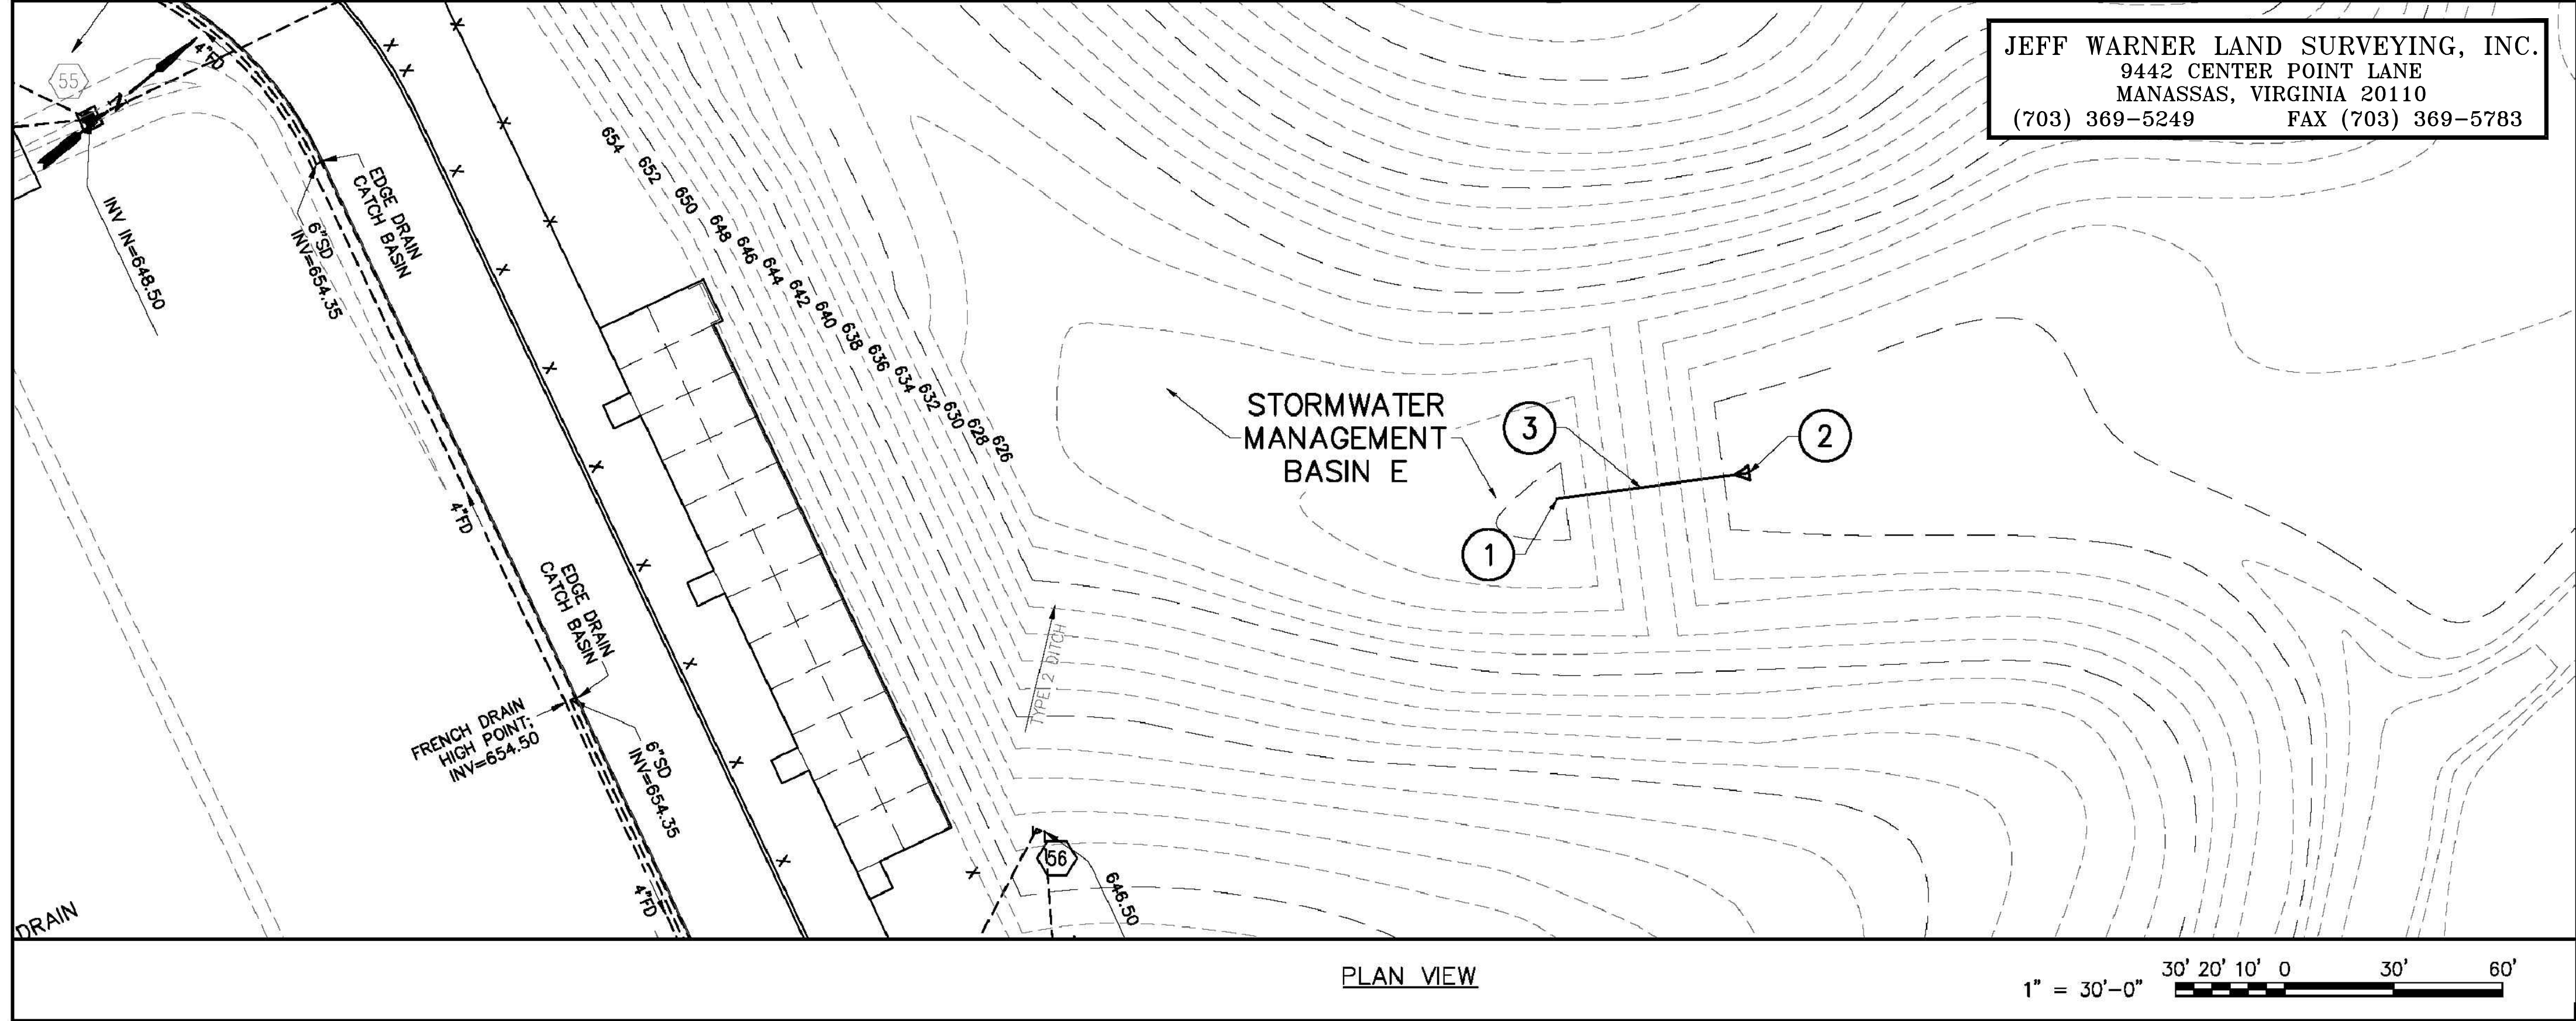 JEFF WARNER LAND SURVEYING, INC.
9442 CENTER POINT LANE
MANASSAS, VIRGINIA 20110
(703) 369-5249 FAX (703) 369-5783
55
4"FD
INV IN=648.50
EDGE DRAIN
CATCH BASIN
6"SD
INV=654.35
654
652
650
648
646
644
642
640
638
636
634
632
630
628
626
STORMWATER
MANAGEMENT
BASIN E
3
2
1
4"FD
EDGE DRAIN
CATCH BASIN
FRENCH DRAIN
HIGH POINT;
INV=654.50
6"SD
INV=654.35
TYPE 2 DITCH
56
646.50
4"FD
DRAIN
PLAN VIEW
1" = 30'-0"
30' 20' 10' 0 30' 60'